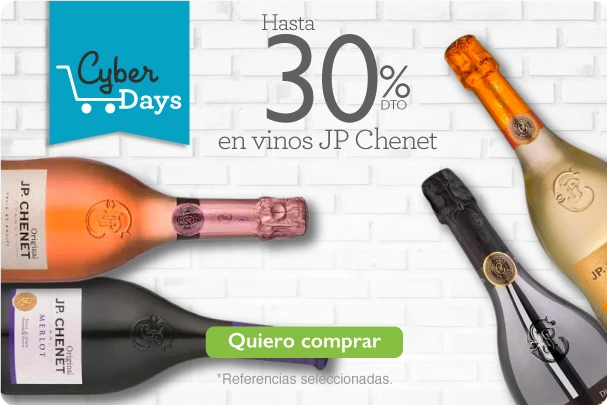 Cyber
Days
Hasta
30%
DTO
en vinos JP Chenet
Original
JP. CHENET
Original
JP. CHENET
MERLOT
JP.
Quiero comprar
*Referencias seleccionadas.